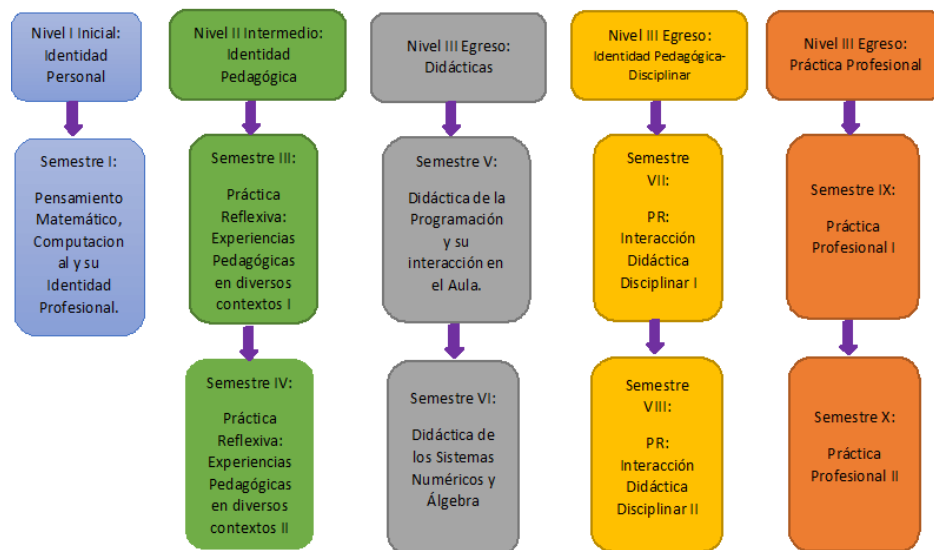 Nivel I Inicial:
Identidad
Personal
Semestre I:
Pensamiento
Matemático,
Computacion
al y su
Identidad
Profesional.
Nivel II Intermedio:
Identidad
Pedagógica
Semestre III:
Práctica
Reflexiva:
Experiencias
Pedagógicas
en diversos
contextos I
Semestre IV:
Práctica
Reflexiva:
Experiencias
Pedagógicas
en diversos
contextos II
Nivel III Egreso:
Didácticas
Semestre V:
Didáctica de la
Programación
y su
interacción en
el Aula.
Semestre VI:
Didáctica de
los Sistemas
Numéricos y
Álgebra
Nivel III Egreso:
Identidad Pedagógica-
Disciplinar
Semestre
VII:
PR:
Interacción
Didáctica
Disciplinar I
Semestre
VIII:
PR:
Interacción
Didáctica
Disciplinar II
Nivel III Egreso:
Práctica Profesional
Semestre IX:
Práctica
Profesional I
Semestre X:
Práctica
Profesional II